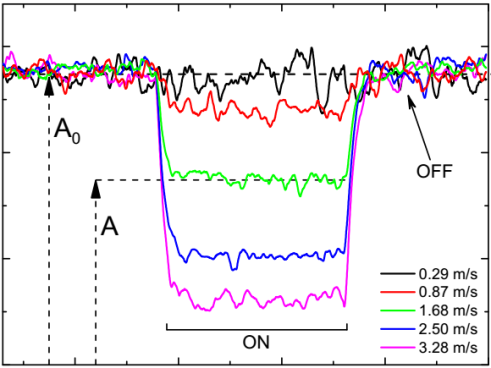 A₀
OFF
A
0.29 m/s
0.87 m/s
1.68 m/s
2.50 m/s
3.28 m/s
ON